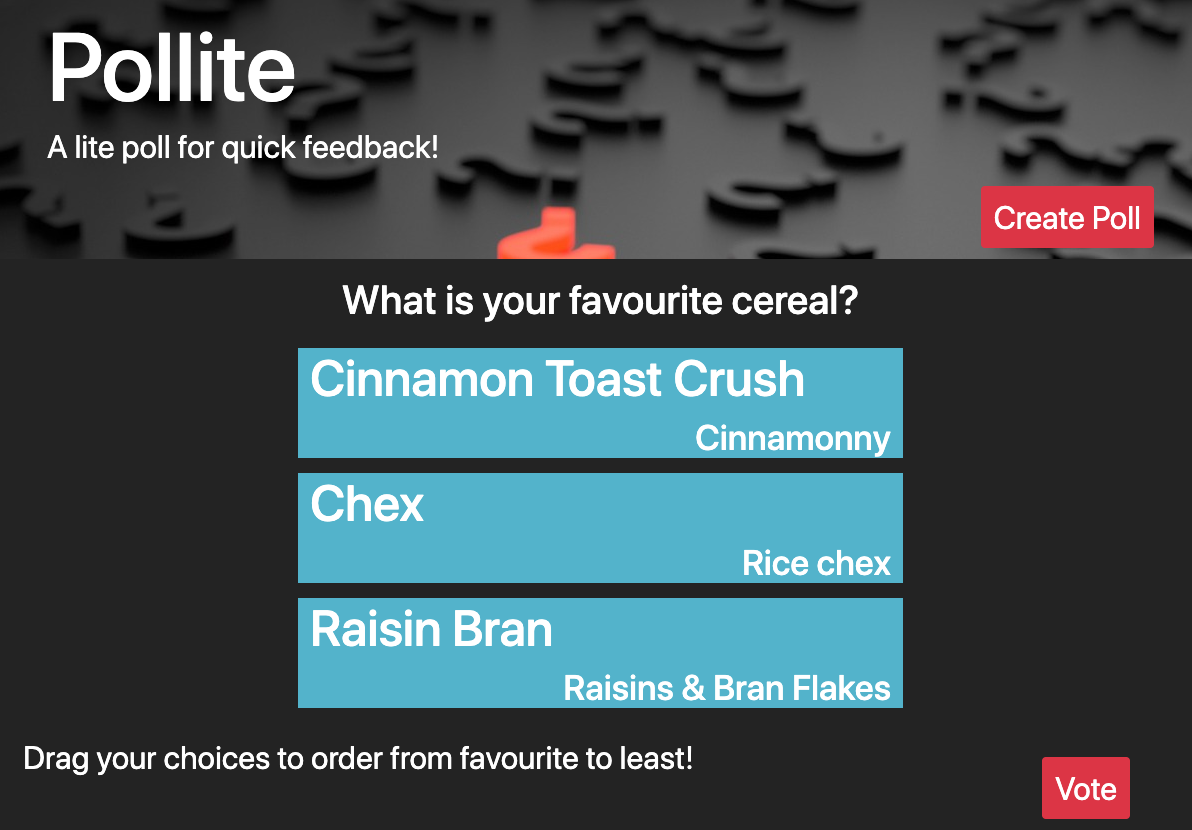 Pollite
A lite poll for quick feedback!
Create Poll
What is your favourite cereal?
Cinnamon Toast Crush
Cinnamonny
Chex
Rice chex
Raisin Bran
Raisins & Bran Flakes
Drag your choices to order from favourite to least!
Vote